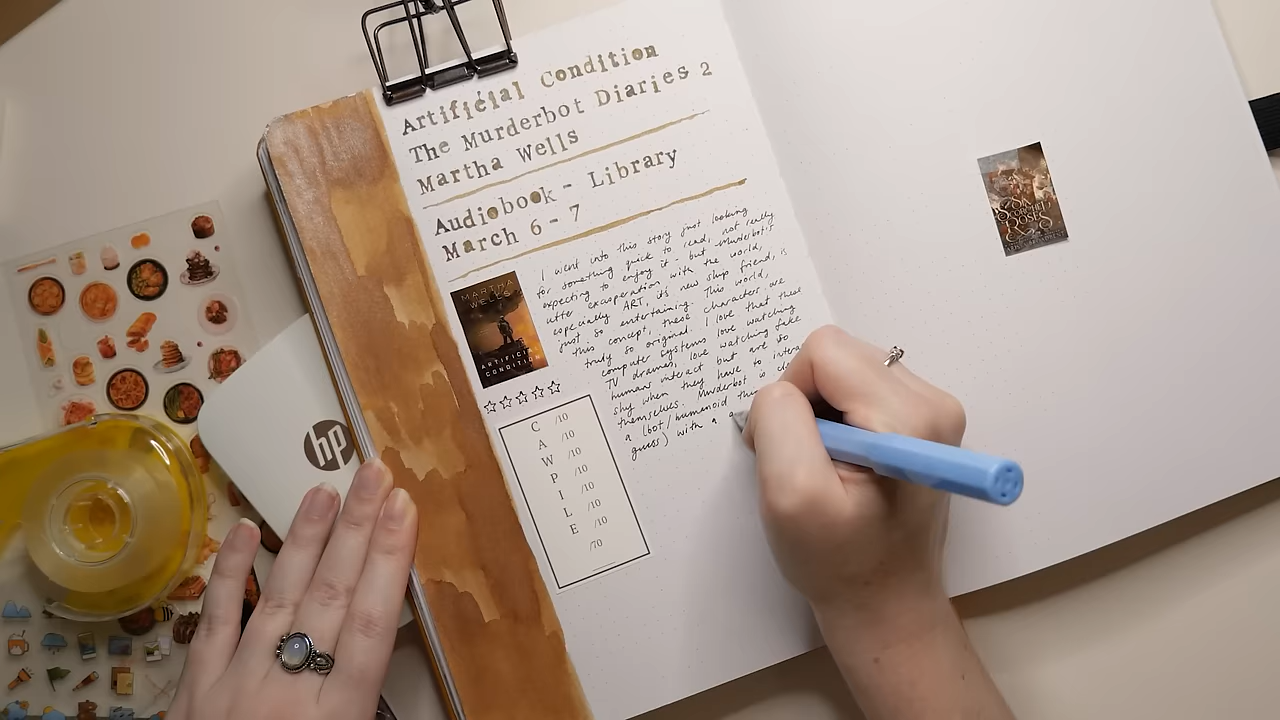 Artificial Condition
The Murderbot Diaries 2
Martha Wells
Audiobook - Library
March 6 - 7
I went into this story just looking
for something quick to read, not really
expecting to enjoy it - but Murderbot's
utter exasperation with the world,
especially ART, it's new ship friend, is
just so entertaining. This world,
this concept, these characters are
truly so original. I love that these
computer systems love watching
TV dramas, love watching fake
human interact but are so
shy when they have to
themselves. Murderbot is
a (bot/humanoid
guess) with a
MARTHA
WELLS
ARTIFICIAL
CONDITION
C /10
A /10
W /10
P /10
I /10
L /10
E /10
/70
hp
SCORCHED
ROSES